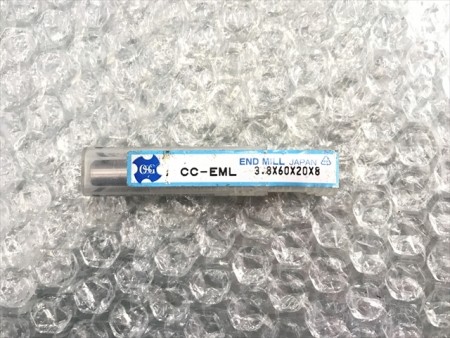 OSG
END MILL JAPAN
CC-EML 3.8X60X20X8